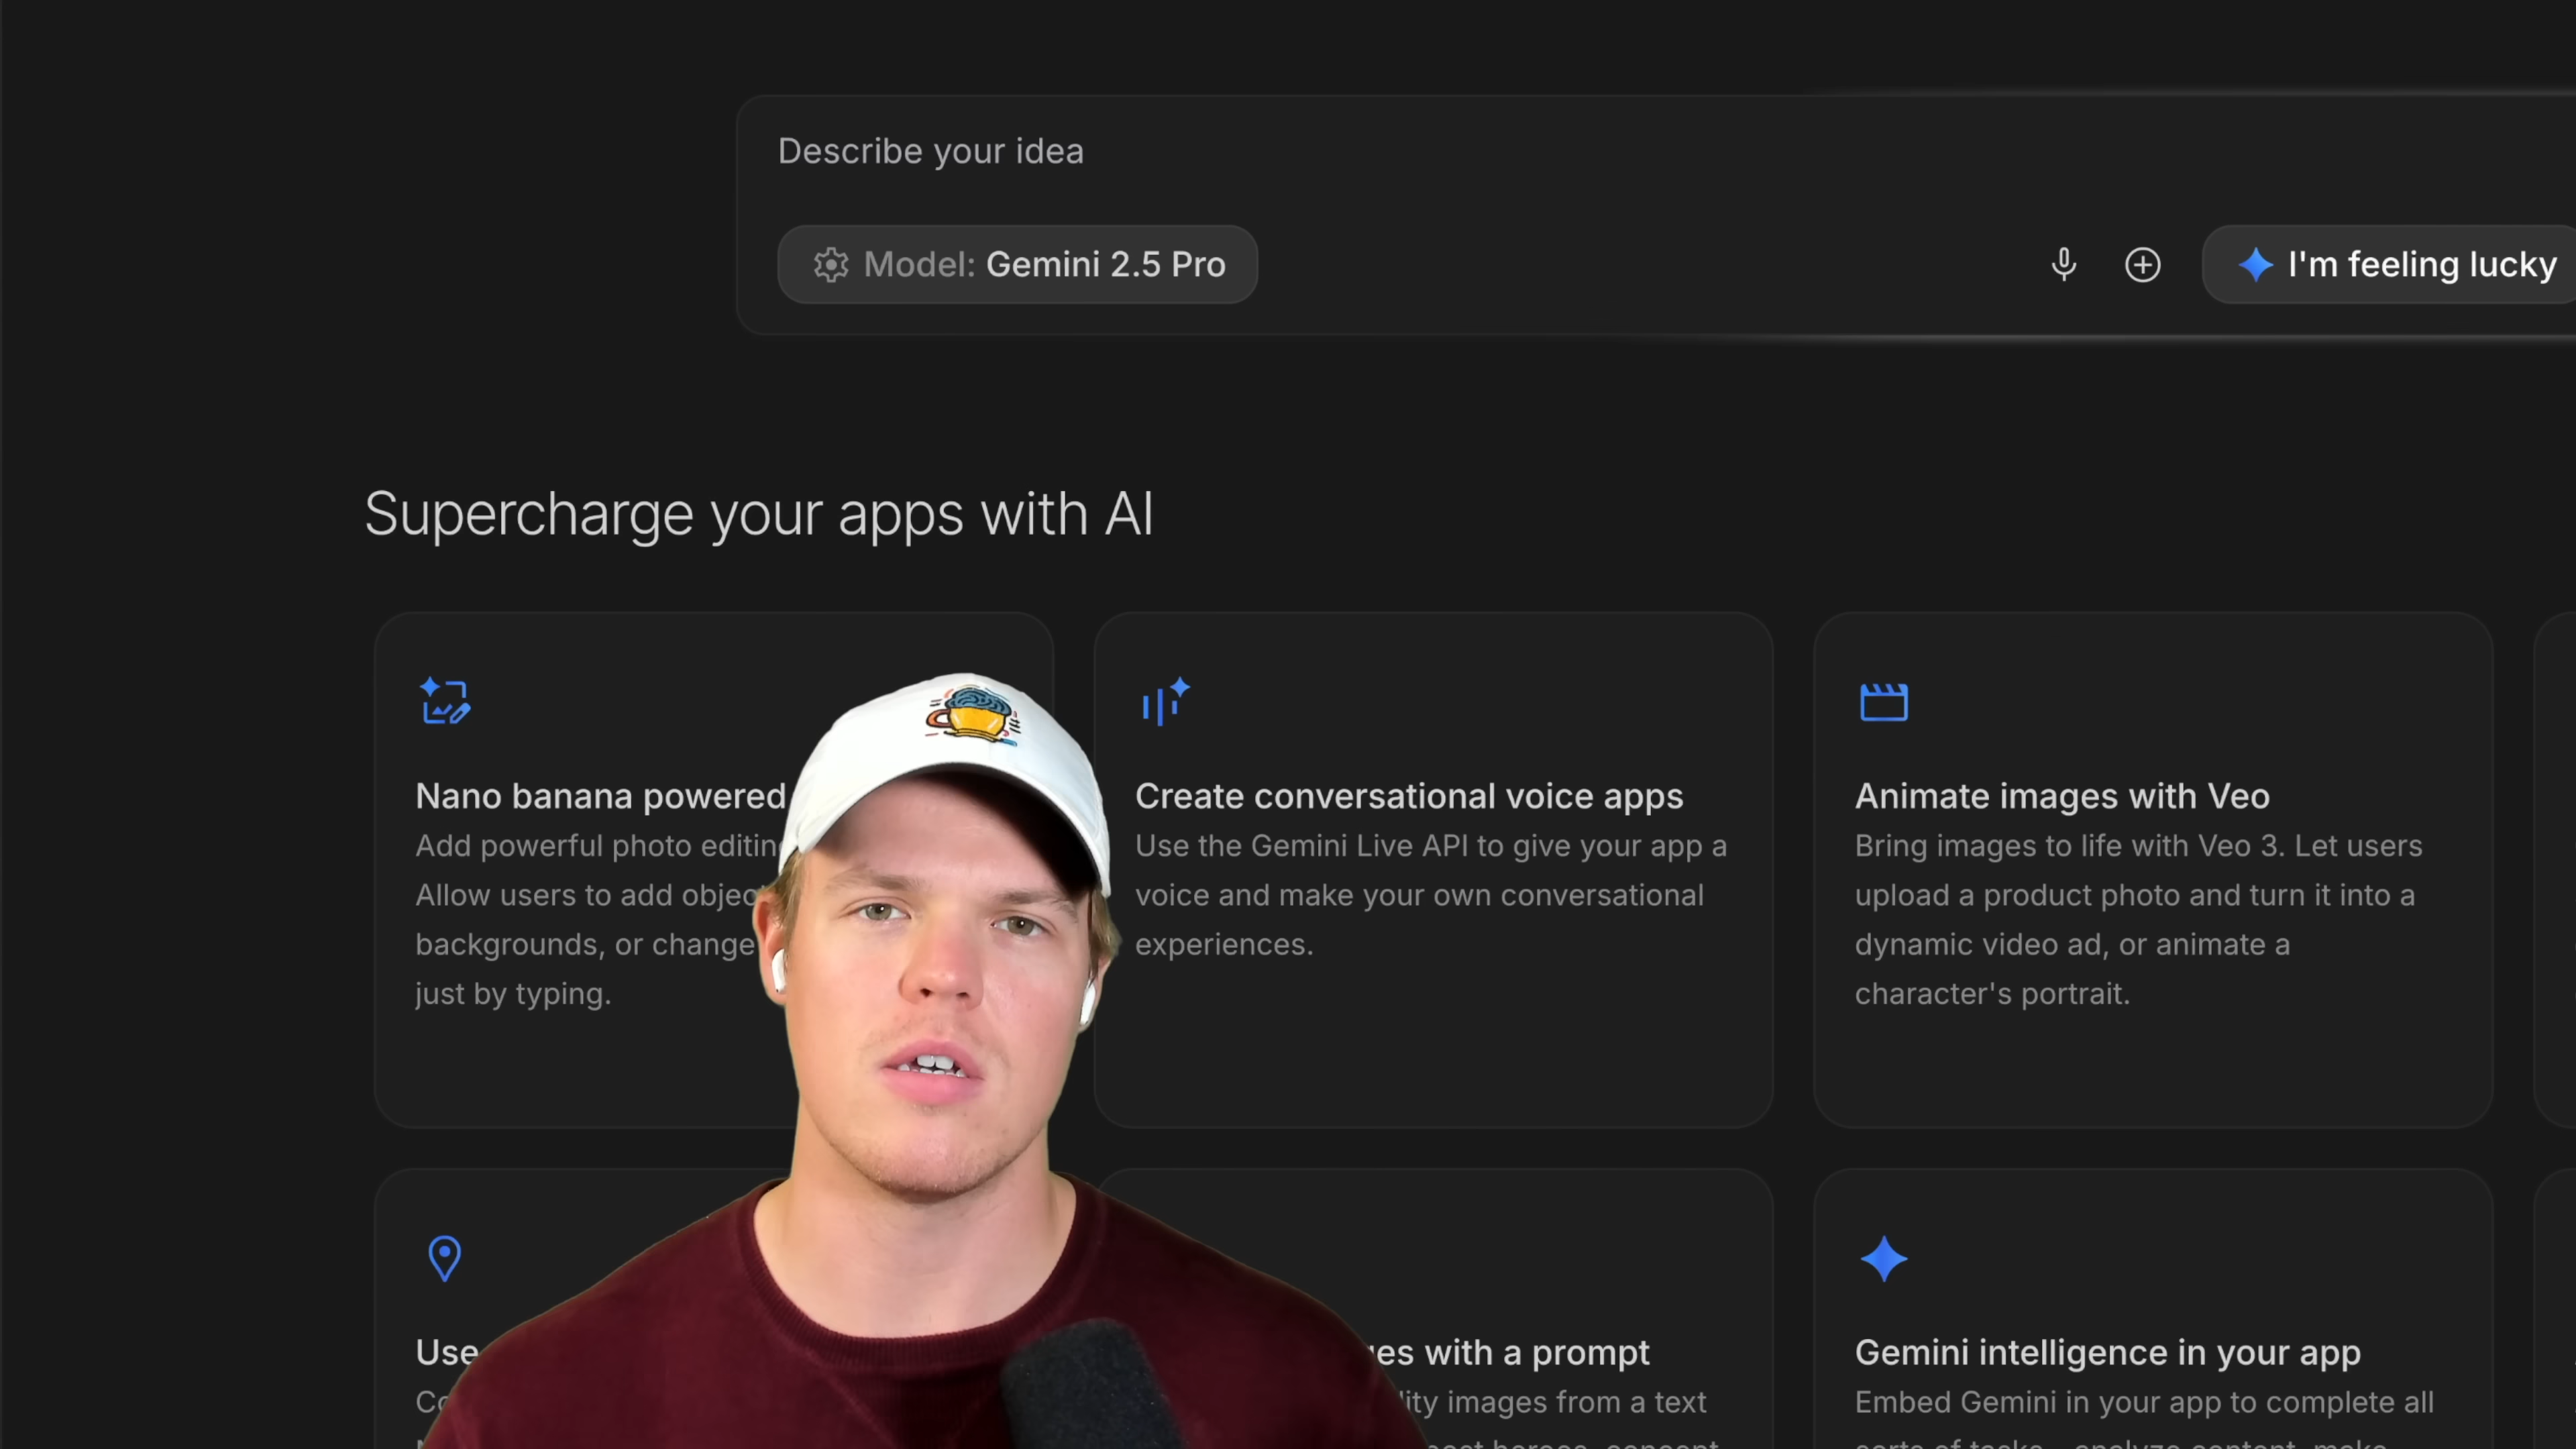 Describe your idea
Model: Gemini 2.5 Pro
I'm feeling lucky
Supercharge your apps with AI
Nano banana powered
Add powerful photo
Allow users to add
backgrounds, or change
just by typing.
Create conversational voice apps
Use the Gemini Live API to give your app a
voice and make your own conversational
experiences.
Animate images with Veo
Bring images to life with Veo 3. Let users
upload a product photo and turn it into a
dynamic video ad, or animate a
character's portrait.
Use
with a prompt
images from a text
Gemini intelligence in your app
Embed Gemini in your app to complete all